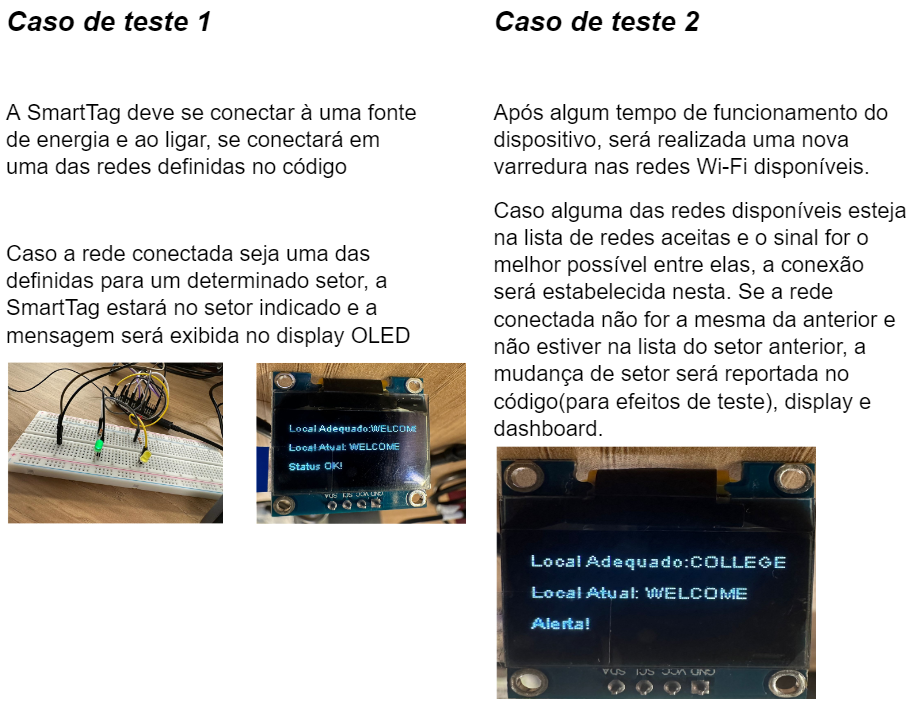 Caso de teste 1
A SmartTag deve se conectar à uma fonte
de energia e ao ligar, se conectará em
uma das redes definidas no código
Caso a rede conectada seja uma das
definidas para um determinado setor, a
SmartTag estará no setor indicado e a
mensagem será exibida no display OLED
Local Adequado:WELCOME
Local Atual: WELCOME
Status OK!
GND VCC SCL SDA
Caso de teste 2
Após algum tempo de funcionamento do
dispositivo, será realizada uma nova
varredura nas redes Wi-Fi disponíveis.
Caso alguma das redes disponíveis esteja
na lista de redes aceitas e o sinal for o
melhor possível entre elas, a conexão
será estabelecida nesta. Se a rede
conectada não for a mesma da anterior e
não estiver na lista do setor anterior, a
mudança de setor será reportada no
código(para efeitos de teste), display e
dashboard.
Local Adequado:COLLEGE
Local Atual: WELCOME
Alerta!
GND VCC SCL SDA